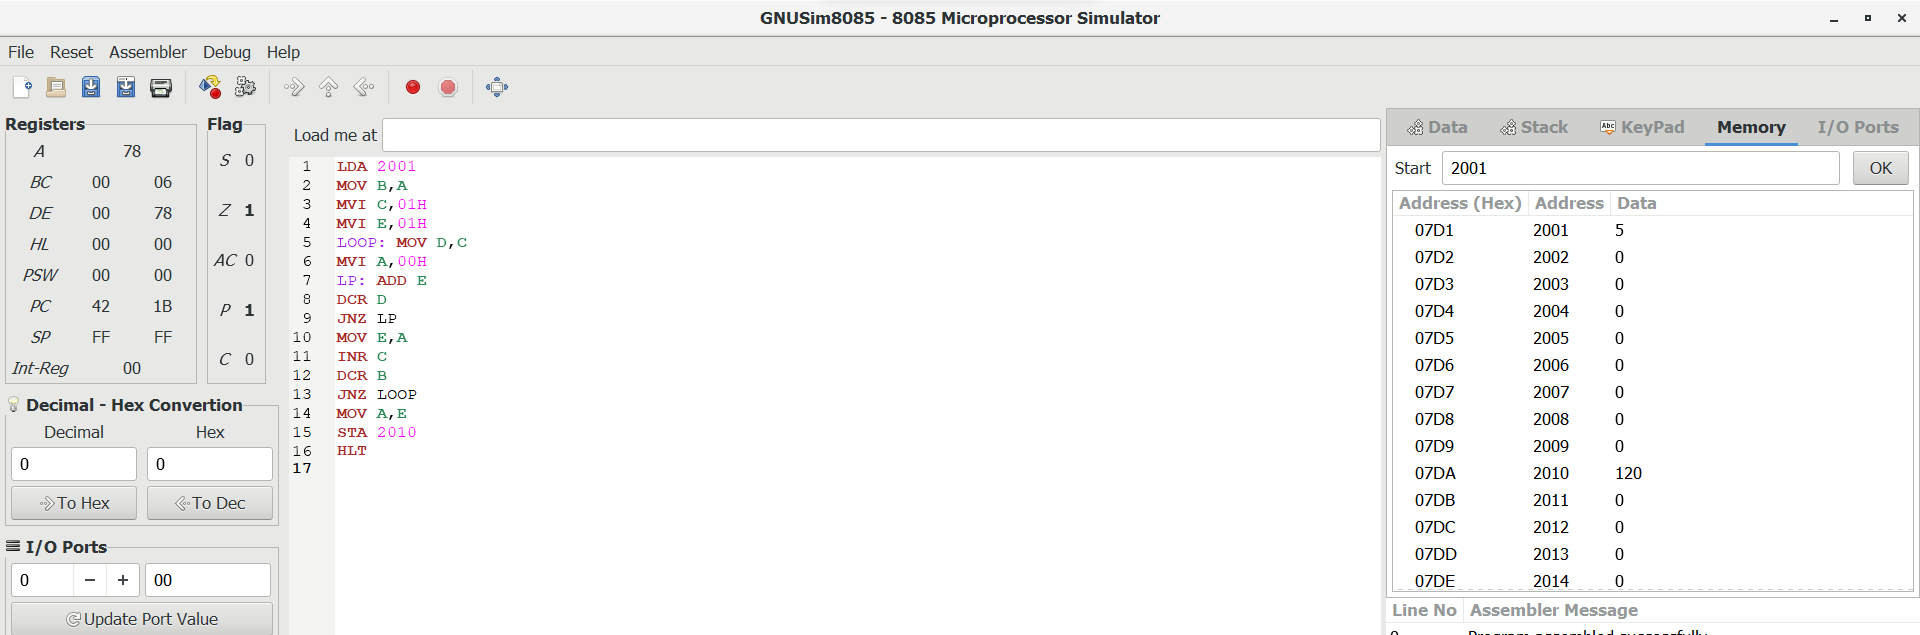 GNUSim8085 - 8085 Microprocessor Simulator
File Reset Assembler Debug Help
Registers
A 78
BC 00 06
DE 00 78
HL 00 00
PSW 00 00
PC 42 1B
SP FF FF
Int-Reg 00
Flag
S 0
Z 1
AC 0
P 1
C 0
Decimal - Hex Convertion
Decimal Hex
0 0
To Hex To Dec
I/O Ports
0 − + 00
Update Port Value
Load me at
1 LDA 2001
2 MOV B,A
3 MVI C,01H
4 MVI E,01H
5 LOOP: MOV D,C
6 MVI A,00H
7 LP: ADD E
8 DCR D
9 JNZ LP
10 MOV E,A
11 INR C
12 DCR B
13 JNZ LOOP
14 MOV A,E
15 STA 2010
16 HLT
17
Data Stack Abc KeyPad Memory I/O Ports
Start 2001 OK
Address (Hex) Address Data
07D1 2001 5
07D2 2002 0
07D3 2003 0
07D4 2004 0
07D5 2005 0
07D6 2006 0
07D7 2007 0
07D8 2008 0
07D9 2009 0
07DA 2010 120
07DB 2011 0
07DC 2012 0
07DD 2013 0
07DE 2014 0
Line No Assembler Message
0 Program assembled successfully